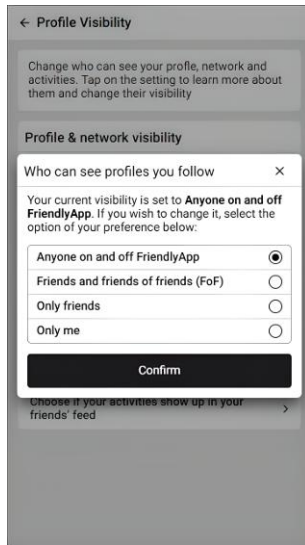 ← Profile Visibility
Change who can see your profle, network and
activities. Tap on the setting to learn more about
them and change their visibility
Profile & network visibility
Who can see profiles you follow ×
Your current visibility is set to Anyone on and off
FriendlyApp. If you wish to change it, select the
option of your preference below:
Anyone on and off FriendlyApp
Friends and friends of friends (FoF)
Only friends
Only me
Confirm
Choose if your activities show up in your
friends' feed